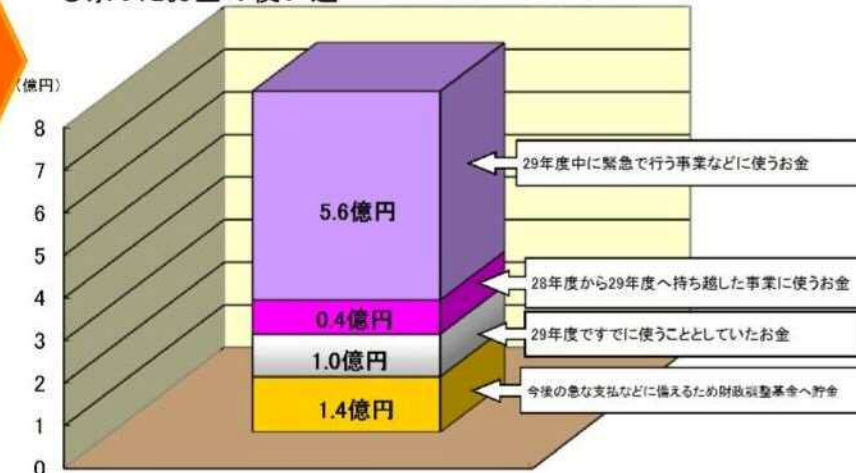 (億円)
8
7
6
5
4
3
2
1
0
5.6億円
0.4億円
1.0億円
1.4億円
29年度中に緊急で行う事業などに使うお金
28年度から29年度へ持ち越した事業に使うお金
29年度ですでに使うこととしていたお金
今後の急な支払などに備えるため財政調整基金へ貯金